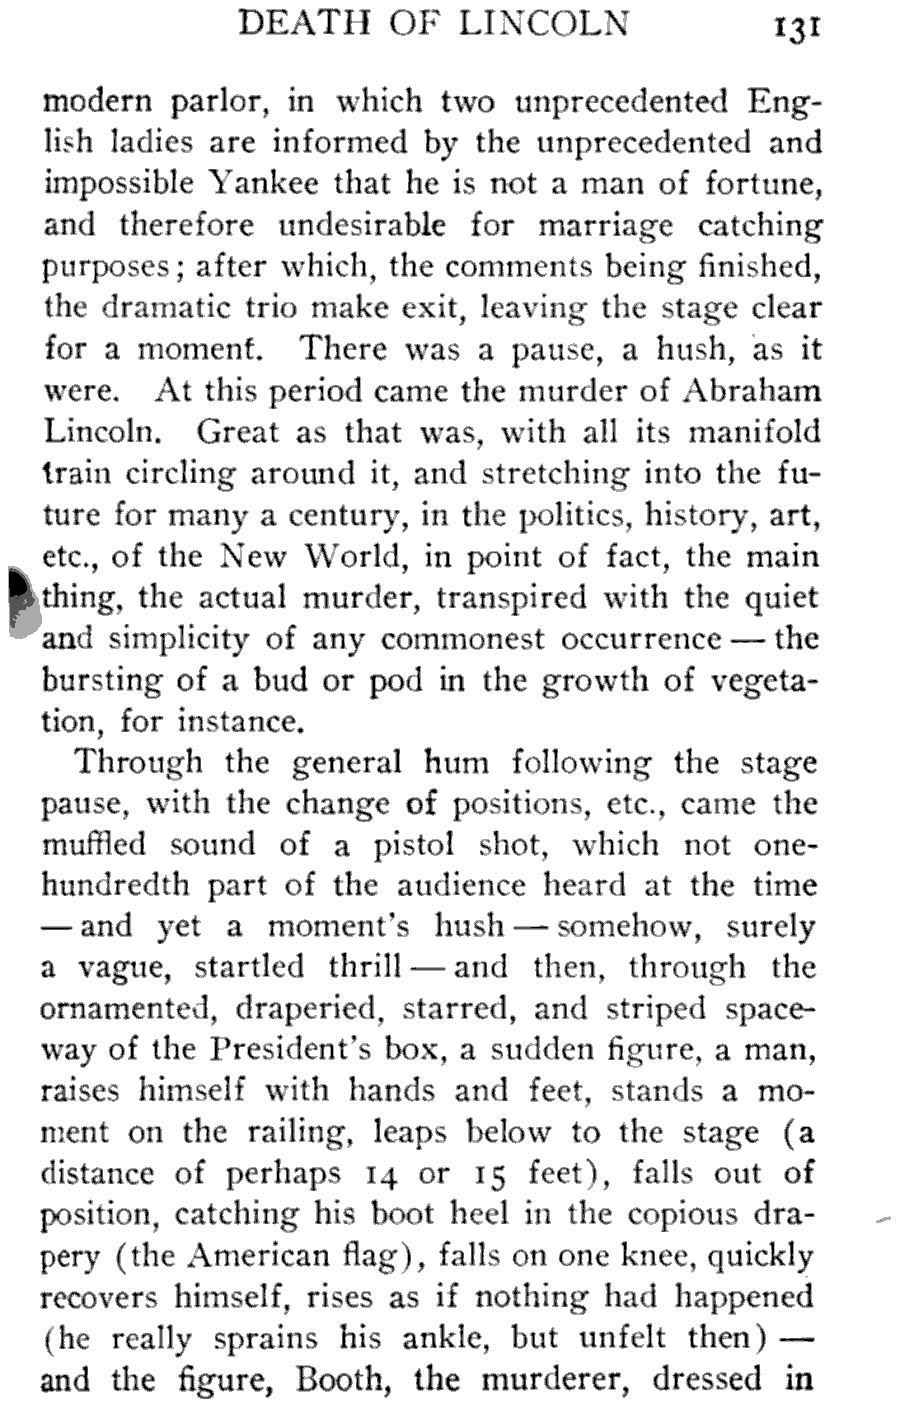 DEATH OF LINCOLN 131
modern parlor, in which two unprecedented Eng-
lish ladies are informed by the unprecedented and
impossible Yankee that he is not a man of fortune,
and therefore undesirable for marriage catching
purposes; after which, the comments being finished,
the dramatic trio make exit, leaving the stage clear
for a moment. There was a pause, a hush, as it
were. At this period came the murder of Abraham
Lincoln. Great as that was, with all its manifold
train circling around it, and stretching into the fu-
ture for many a century, in the politics, history, art,
etc., of the New World, in point of fact, the main
thing, the actual murder, transpired with the quiet
and simplicity of any commonest occurrence — the
bursting of a bud or pod in the growth of vegeta-
tion, for instance.
Through the general hum following the stage
pause, with the change of positions, etc., came the
muffled sound of a pistol shot, which not one-
hundredth part of the audience heard at the time
— and yet a moment's hush — somehow, surely
a vague, startled thrill — and then, through the
ornamented, draperied, starred, and striped space-
way of the President's box, a sudden figure, a man,
raises himself with hands and feet, stands a mo-
ment on the railing, leaps below to the stage (a
distance of perhaps 14 or 15 feet), falls out of
position, catching his boot heel in the copious dra-
pery (the American flag), falls on one knee, quickly
recovers himself, rises as if nothing had happened
(he really sprains his ankle, but unfelt then) —
and the figure, Booth, the murderer, dressed in